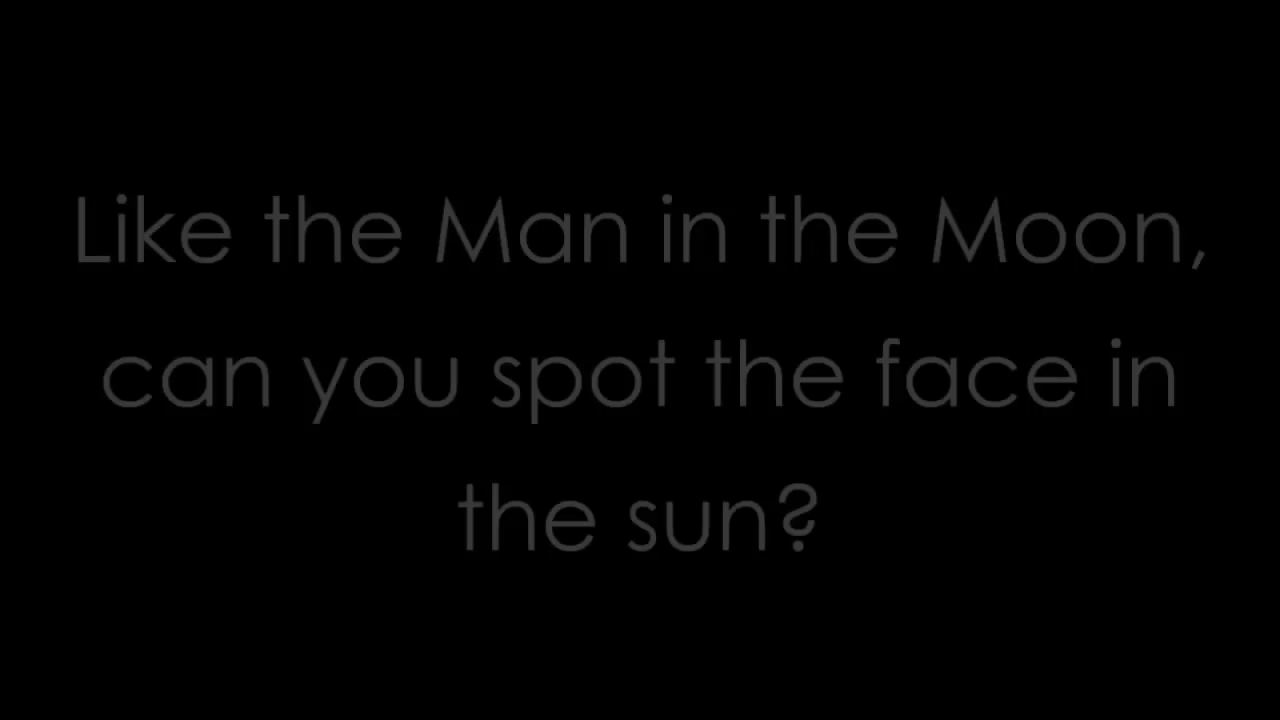 Like the Man in the Moon,
can you spot the face in
the sun?